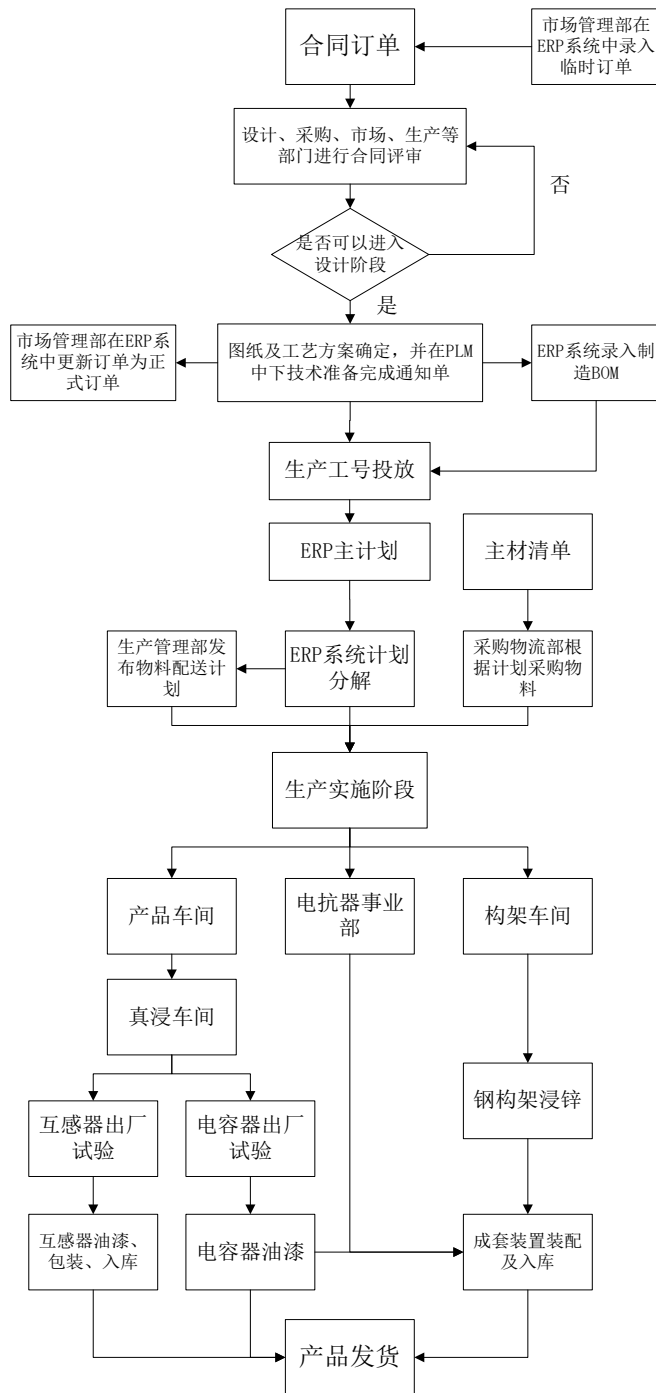 合同订单
市场管理部在
ERP系统中录入
临时订单
设计、采购、市场、生产等
部门进行合同评审
否
是否可以进入
设计阶段
是
市场管理部在ERP系
统中更新订单为正
式订单
图纸及工艺方案确定，并在PLM
中下技术准备完成通知单
ERP系统录入制
造BOM
生产工号投放
ERP主计划
主材清单
生产管理部发
布物料配送计
划
ERP系统计划
分解
采购物流部根
据计划采购物
料
生产实施阶段
产品车间
电抗器事业
部
构架车间
真浸车间
互感器出厂
试验
电容器出厂
试验
钢构架浸锌
互感器油漆、
包装、入库
电容器油漆
成套装置装配
及入库
产品发货